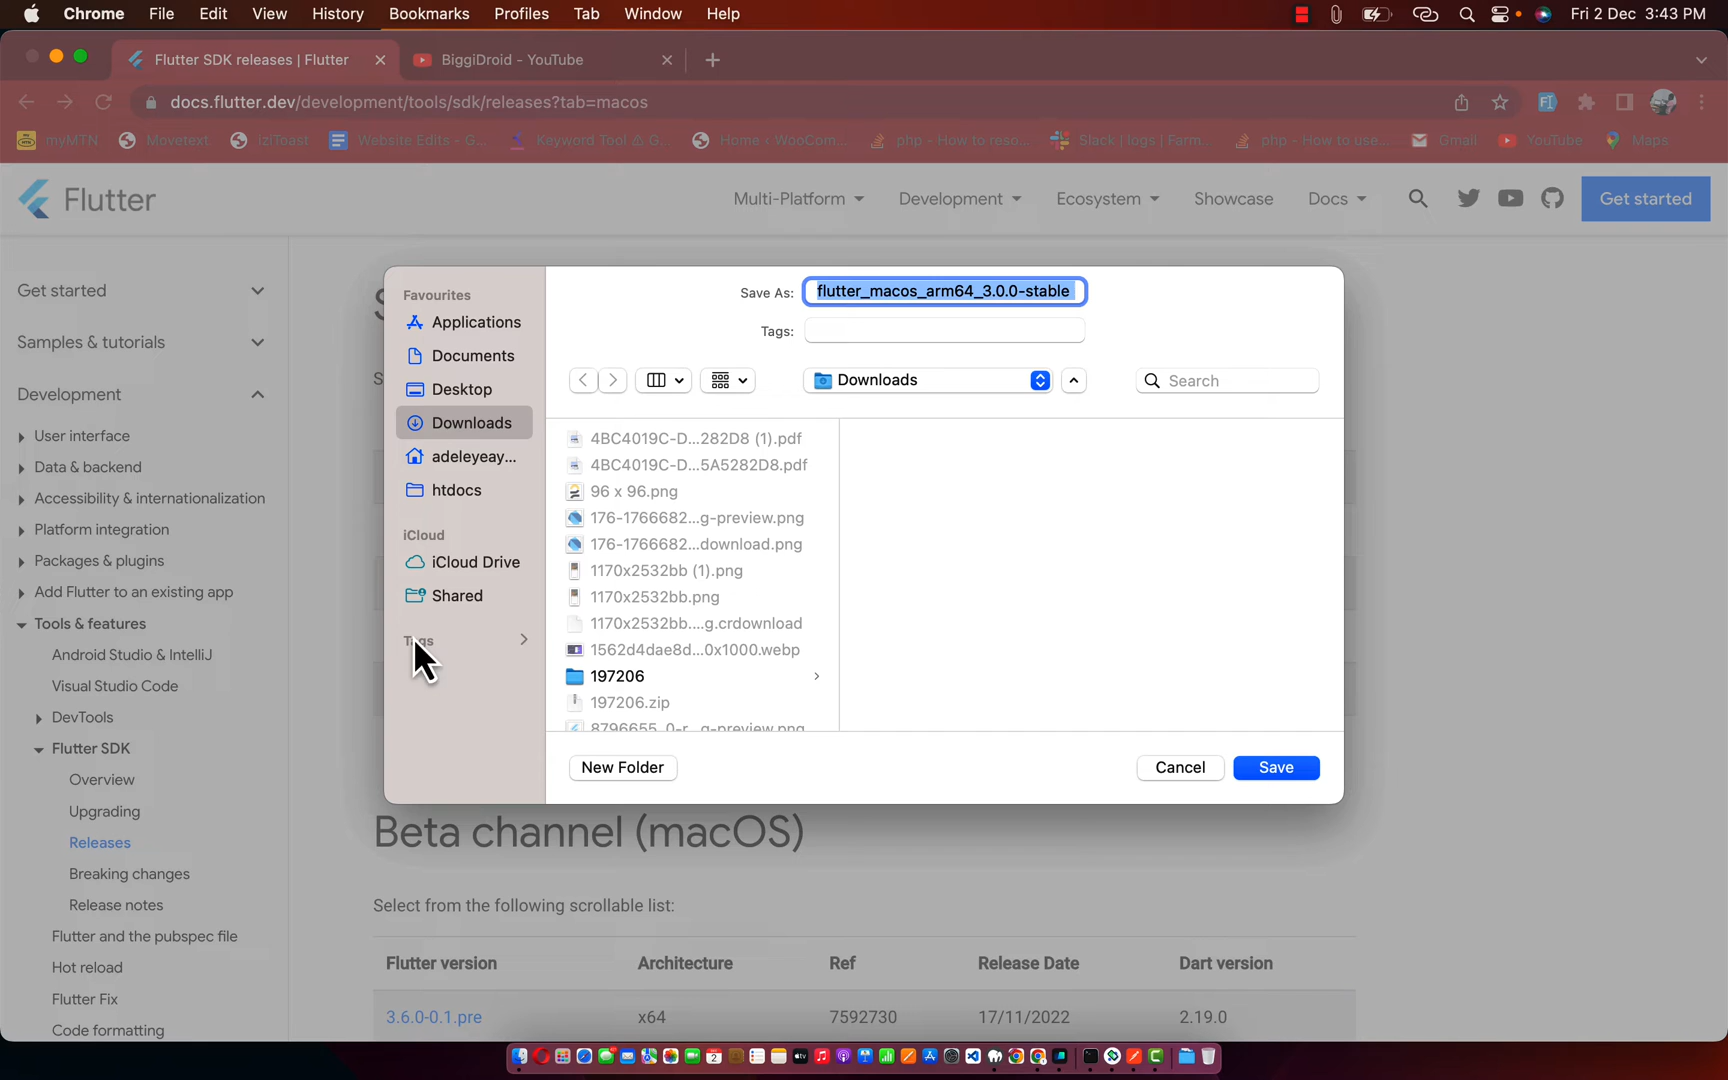 Chrome File Edit View History Bookmarks Profiles Tab Window Help Fri 2 Dec 3:43 PM
Flutter SDK releases | Flutter BiggiDroid - YouTube
docs.flutter.dev/development/tools/sdk/releases?tab=macos
myMTN Movetext iziToast Website Edits - G... Keyword Tool ⚠ G... Home ‹ WooCom... php - How to reso... Slack | logs | Farm... php - How to use... Gmail YouTube Maps
Flutter Multi-Platform Development Ecosystem Showcase Docs Get started
Get started
Samples & tutorials
Development
User interface
Data & backend
Accessibility & internationalization
Platform integration
Packages & plugins
Add Flutter to an existing app
Tools & features
Android Studio & IntelliJ
Visual Studio Code
DevTools
Flutter SDK
Overview
Upgrading
Releases
Breaking changes
Release notes
Flutter and the pubspec file
Hot reload
Flutter Fix
Code formatting
Favourites
Applications
Documents
Desktop
Downloads
adeleyeay...
htdocs
iCloud
iCloud Drive
Shared
Tags
Save As: flutter_macos_arm64_3.0.0-stable
Tags:
Downloads
Search
4BC4019C-D...282D8 (1).pdf
4BC4019C-D...5A5282D8.pdf
96 x 96.png
176-1766682...g-preview.png
176-1766682...download.png
1170x2532bb (1).png
1170x2532bb.png
1170x2532bb....g.crdownload
1562d4dae8d...0x1000.webp
197206
197206.zip
8796655_0-r...g-preview.png
New Folder Cancel Save
Beta channel (macOS)
Select from the following scrollable list:
Flutter version Architecture Ref Release Date Dart version
3.6.0-0.1.pre x64 7592730 17/11/2022 2.19.0